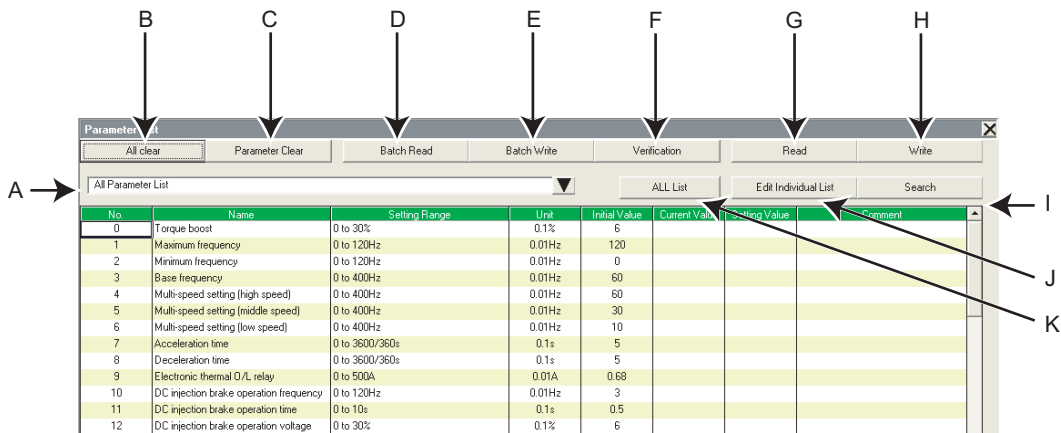 B C D E F G H
Parameter List
All clear Parameter Clear Batch Read Batch Write Verification Read Write
A All Parameter List ALL List Edit Individual List Search
I
No. Name Setting Range Unit Initial Value Current Value Setting Value Comment
0 Torque boost 0 to 30% 0.1% 6
1 Maximum frequency 0 to 120Hz 0.01Hz 120
2 Minimum frequency 0 to 120Hz 0.01Hz 0
3 Base frequency 0 to 400Hz 0.01Hz 60
J
4 Multi-speed setting (high speed) 0 to 400Hz 0.01Hz 60
5 Multi-speed setting (middle speed) 0 to 400Hz 0.01Hz 30
K
6 Multi-speed setting (low speed) 0 to 400Hz 0.01Hz 10
7 Acceleration time 0 to 3600/360s 0.1s 5
8 Deceleration time 0 to 3600/360s 0.1s 5
9 Electronic thermal O/L relay 0 to 500A 0.01A 0.68
10 DC injection brake operation frequency 0 to 120Hz 0.01Hz 3
11 DC injection brake operation time 0 to 10s 0.1s 0.5
12 DC injection brake operation voltage 0 to 30% 0.1% 6